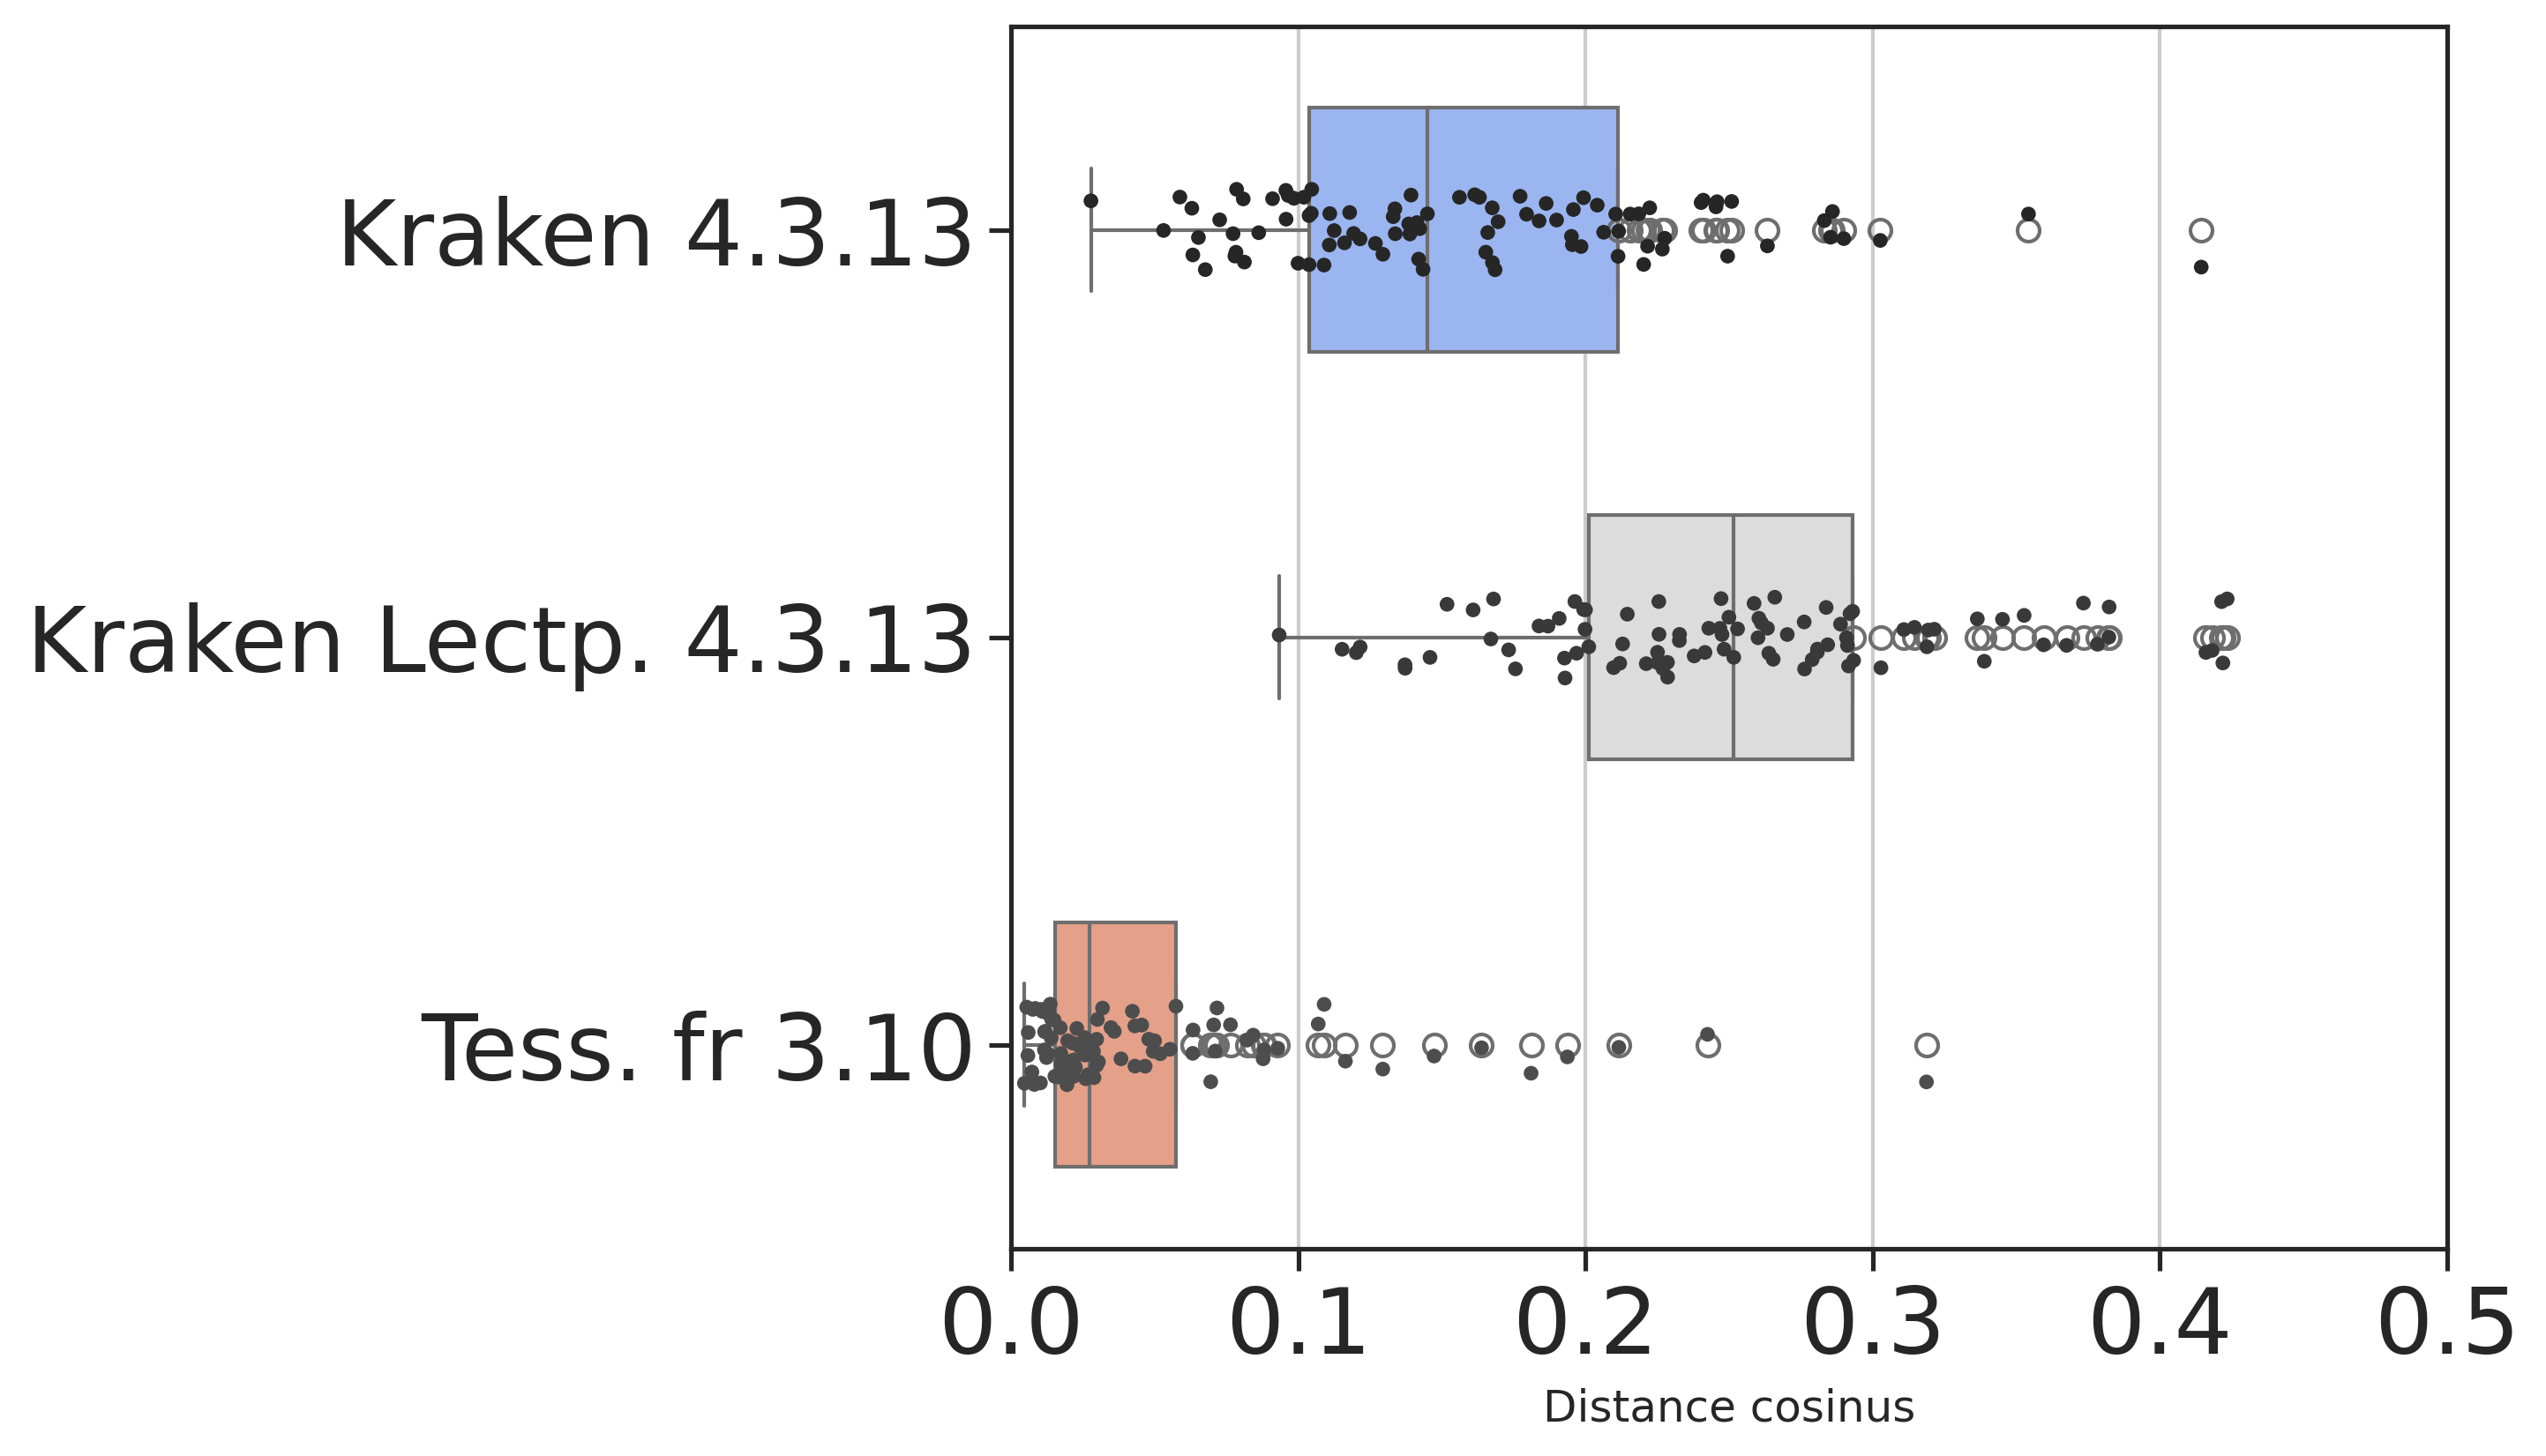 Kraken 4.3.13
Kraken Lectp. 4.3.13
Tess. fr 3.10
0.0 0.1 0.2 0.3 0.4 0.5
Distance cosinus